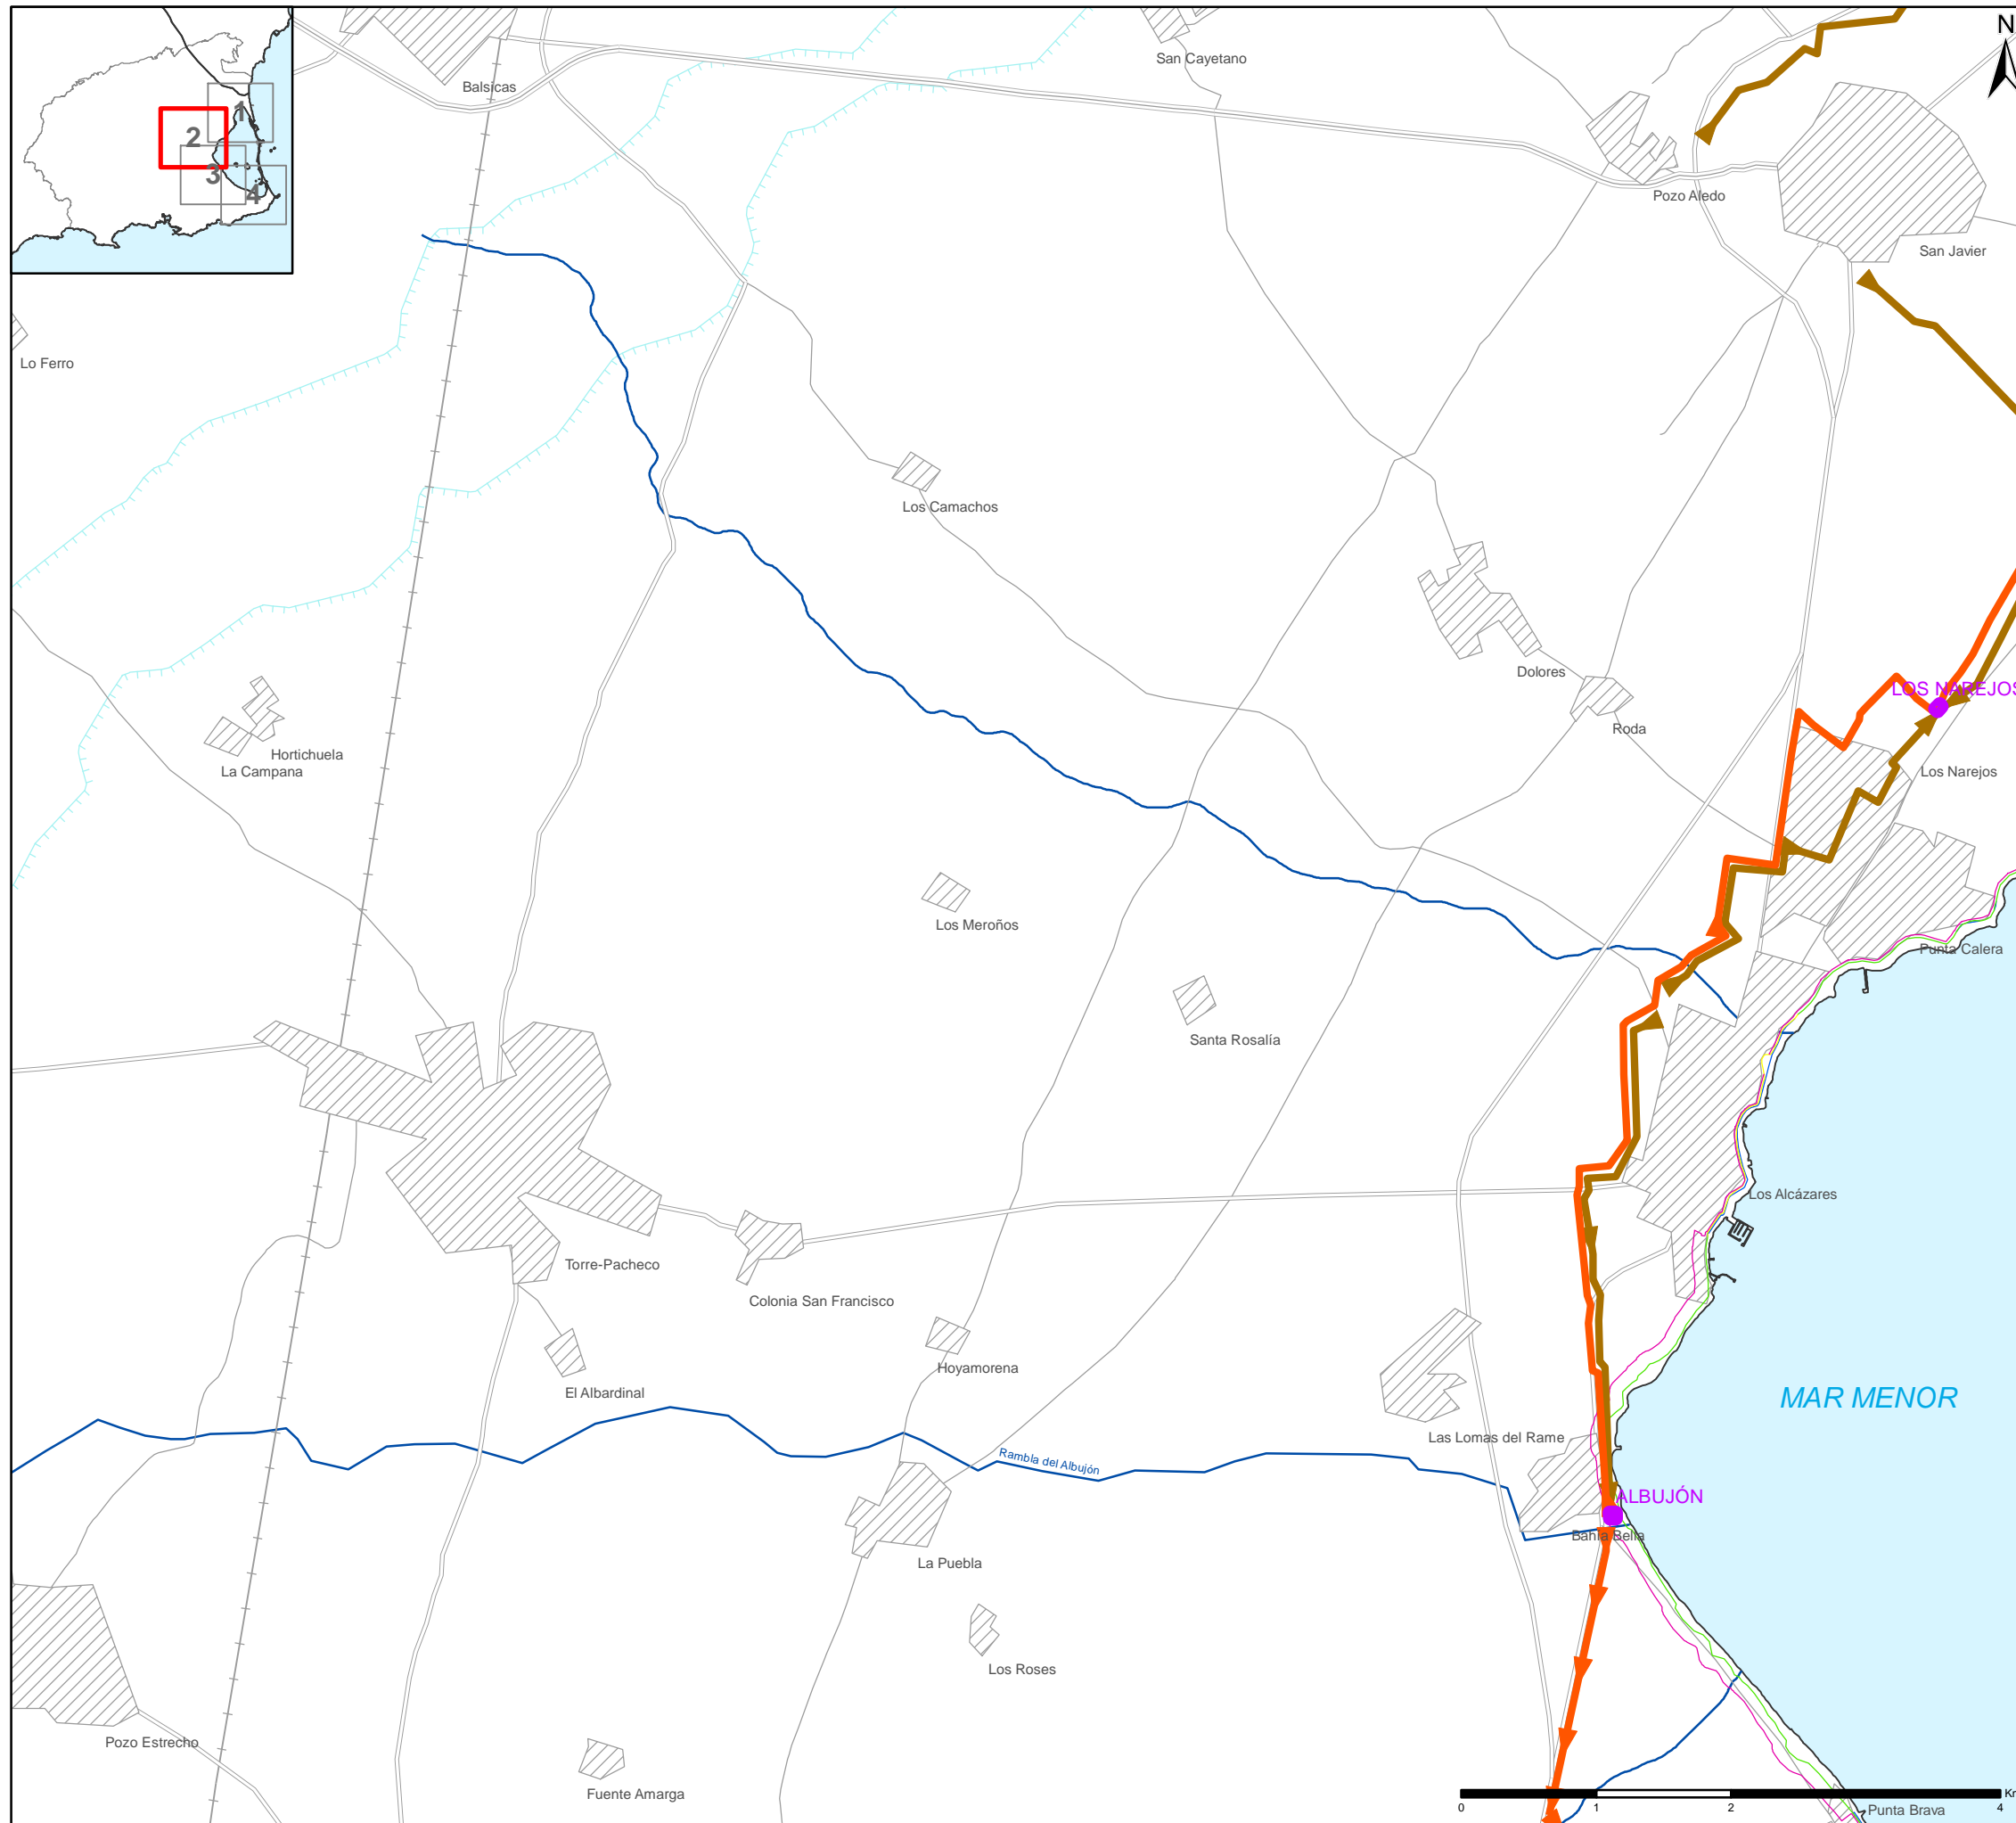 N
San Cayetano
Balsicas
1
2
3
4
Pozo Aledo
San Javier
Lo Ferro
Los Camachos
Dolores
LOS NAREJOS
Roda
Hortichuela
La Campana
Los Narejos
Los Meroños
Punta Calera
Santa Rosalía
Los Alcázares
Torre-Pacheco
Colonia San Francisco
Hoyamorena
El Albardinal
MAR MENOR
Las Lomas del Rame
Rambla del Albujón
ALBUJÓN
Bahía Bella
La Puebla
Los Roses
Pozo Estrecho
Fuente Amarga
0 1 2 4 Km
Punta Brava